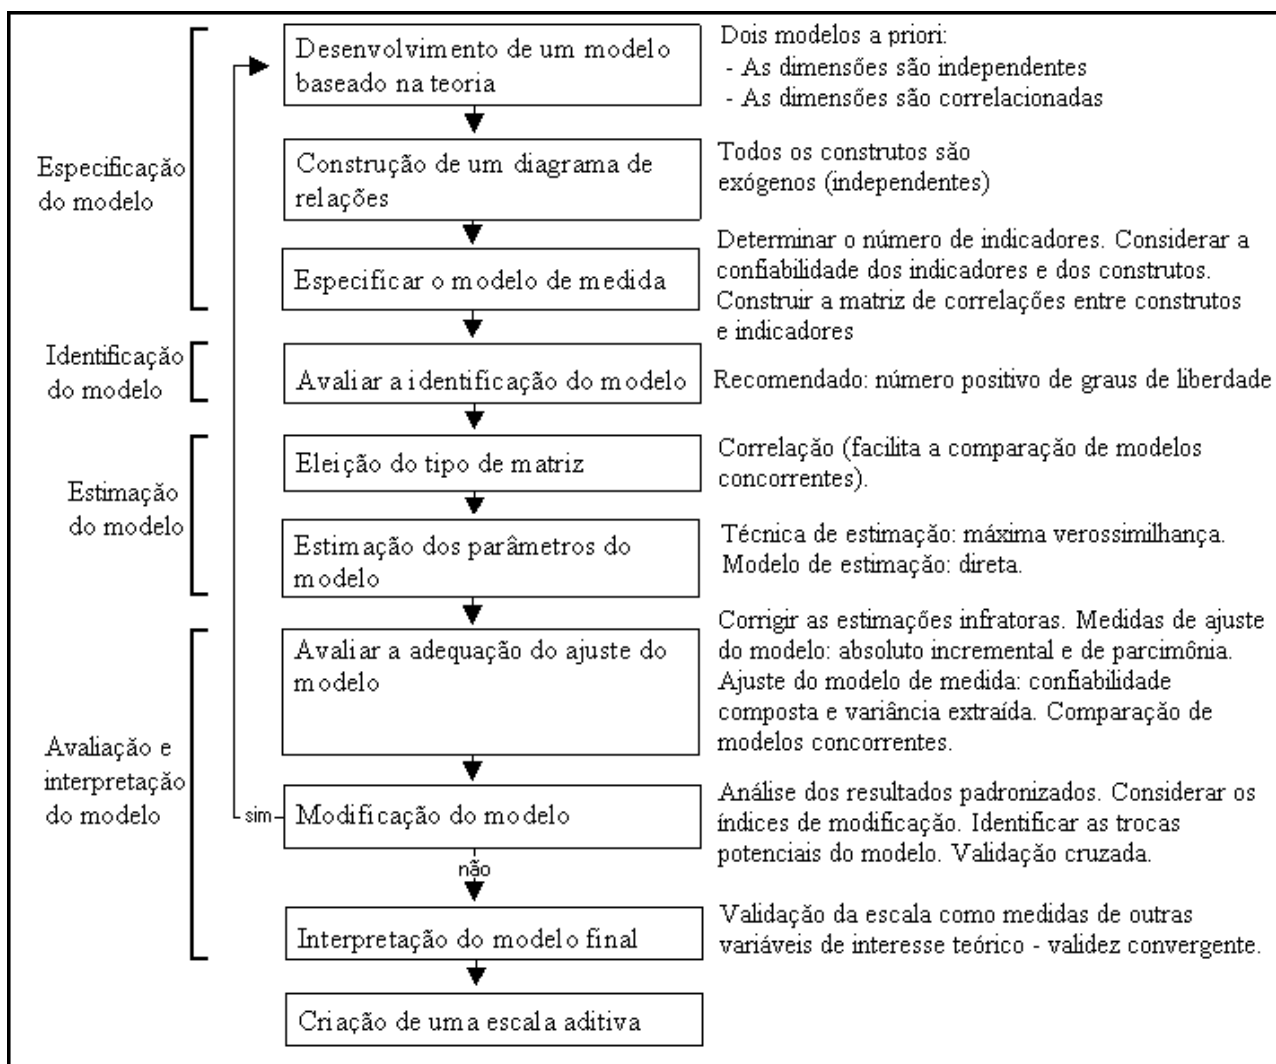 Desenvolvimento de um modelo
baseado na teoria
Dois modelos a priori:
- As dimensões são independentes
- As dimensões são correlacionadas
Especificação
do modelo
Construção de um diagrama de
relações
Todos os construtos são
exógenos (independentes)
Especificar o modelo de medida
Determinar o número de indicadores. Considerar a
confiabilidade dos indicadores e dos construtos.
Construir a matriz de correlações entre construtos
e indicadores
Identificação
do modelo
Avaliar a identificação do modelo
Recomendado: número positivo de graus de liberdade
Estimação
do modelo
Eleição do tipo de matriz
Correlação (facilita a comparação de modelos
concorrentes).
Estimação dos parâmetros do
modelo
Técnica de estimação: máxima verossimilhança.
Modelo de estimação: direta.
Avaliação e
interpretação
do modelo
Avaliar a adequação do ajuste do
modelo
Corrigir as estimações infratoras. Medidas de ajuste
do modelo: absoluto incremental e de parcimônia.
Ajuste do modelo de medida: confiabilidade
composta e variância extraída. Comparação de
modelos concorrentes.
sim
Modificação do modelo
Análise dos resultados padronizados. Considerar os
índices de modificação. Identificar as trocas
potenciais do modelo. Validação cruzada.
não
Interpretação do modelo final
Validação da escala como medidas de outras
variáveis de interesse teórico - validez convergente.
Criação de uma escala aditiva